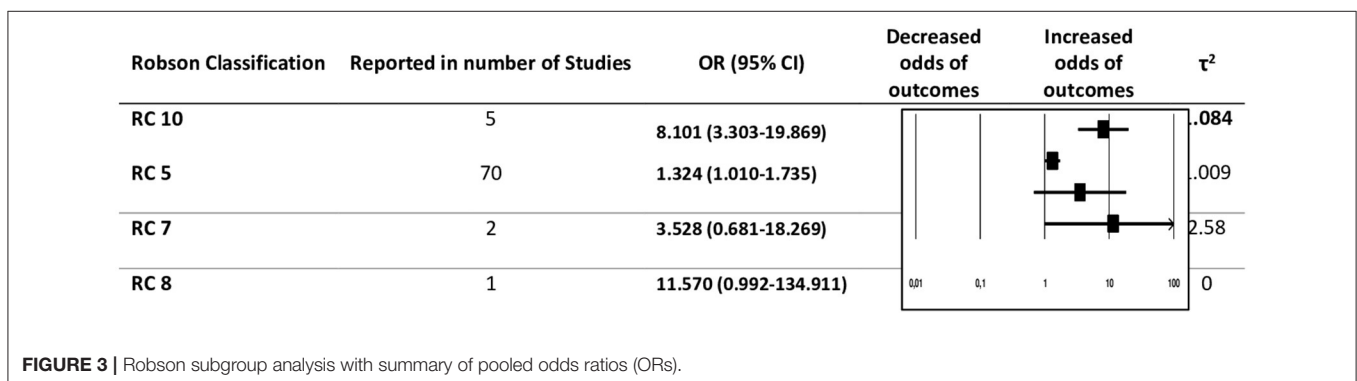 Robson Classification Reported in number of Studies OR (95% CI) Decreased odds of outcomes Increased odds of outcomes τ²
RC 10 5 8.101 (3.303-19.869) .084
RC 5 70 1.324 (1.010-1.735) .009
RC 7 2 3.528 (0.681-18.269) 2.58
RC 8 1 11.570 (0.992-134.911) 0
0,01 0,1 1 10 100
FIGURE 3 | Robson subgroup analysis with summary of pooled odds ratios (ORs).